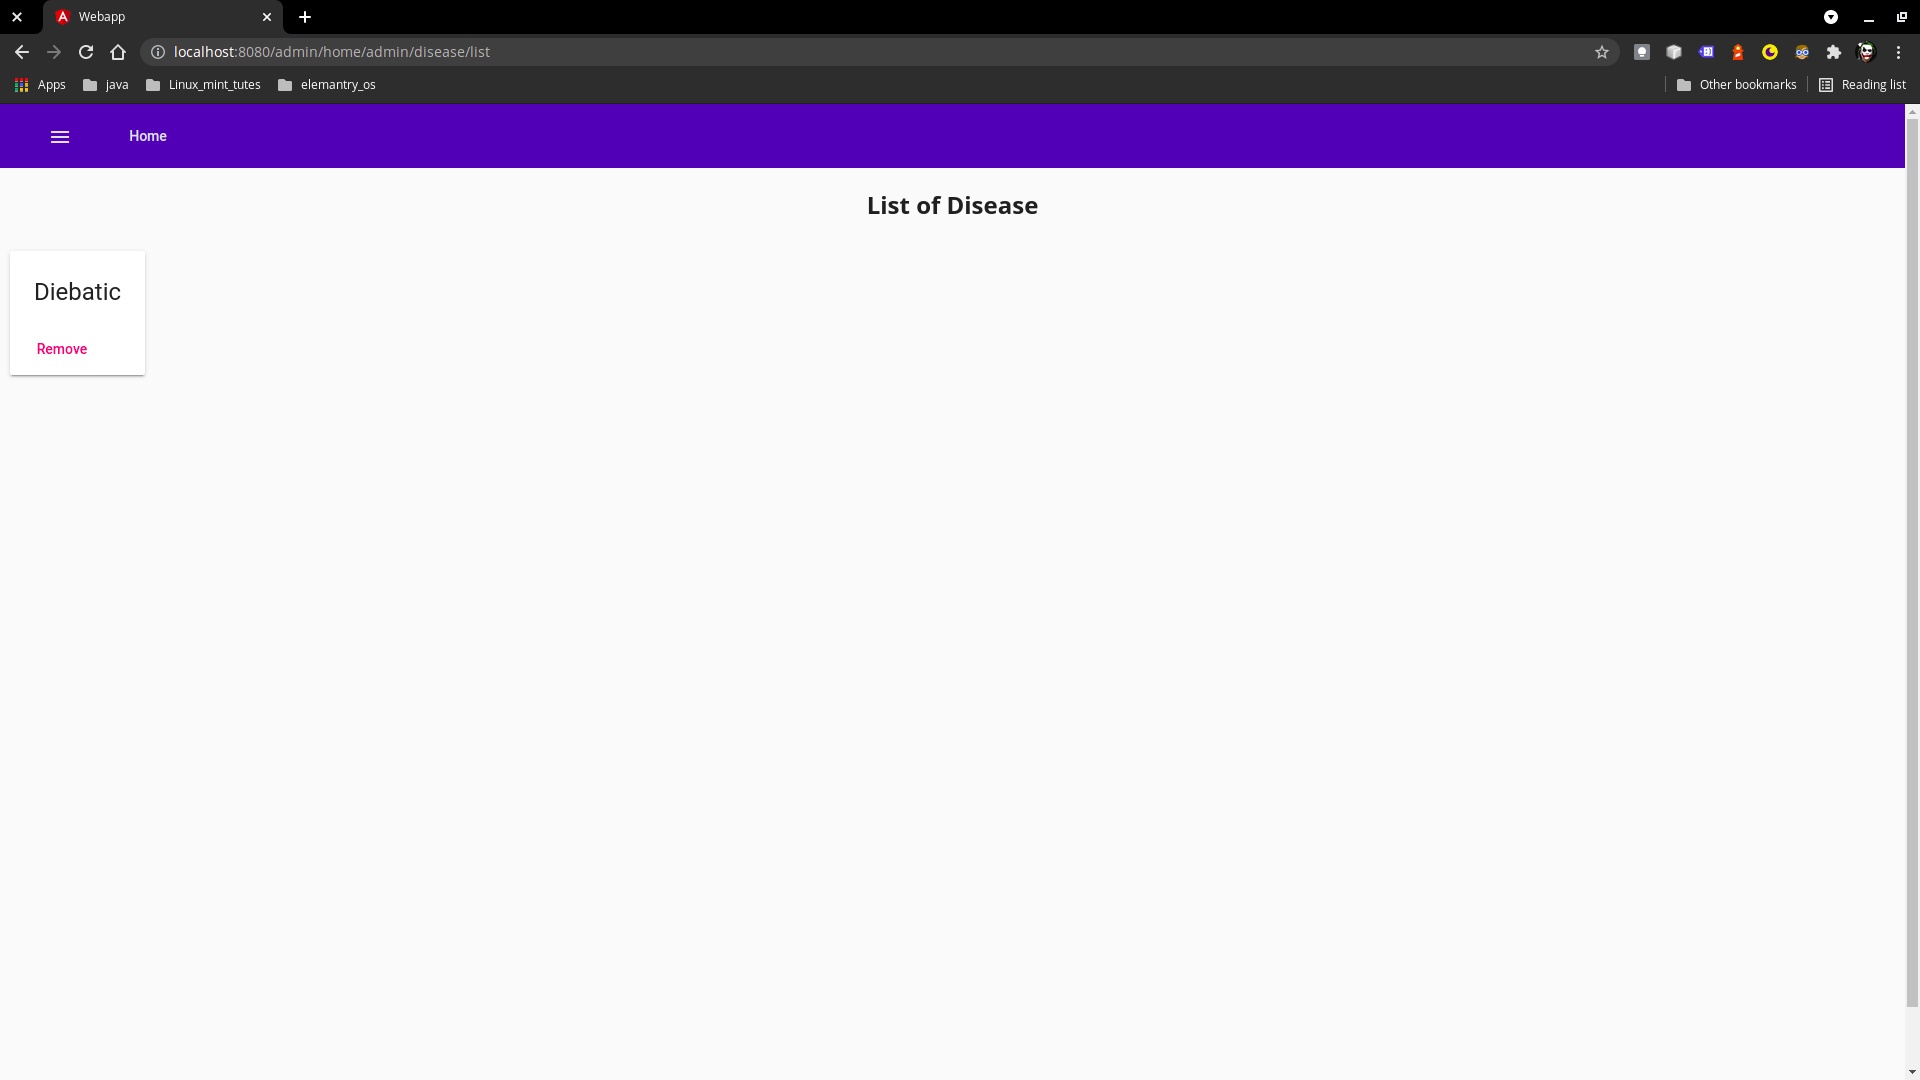 Webapp
localhost:8080/admin/home/admin/disease/list
Apps java Linux_mint_tutes elemantry_os Other bookmarks Reading list
Home
List of Disease
Diebatic
Remove